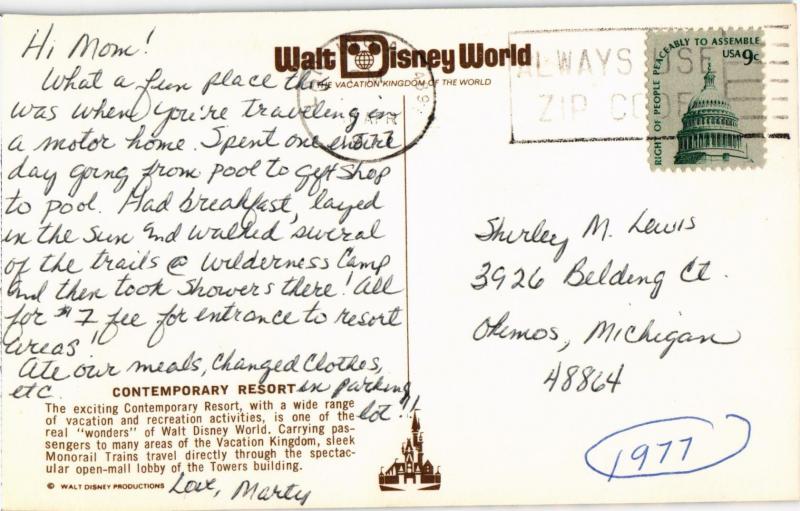 Hi Mom!
What a fun place this
was when you're traveling in
a motor home. Spent one entire
day going from pool to gift shop
to pool. Had breakfast, layed
in the sun and walked several
of the trails @ Wilderness Camp
and then took showers there! All
for $7 fee for entrance to resort
areas!
Ate our meals, changed clothes,
etc. in parking
lot!!
Love, Marty
Walt Disney World
THE VACATION KINGDOM OF THE WORLD
CONTEMPORARY RESORT
The exciting Contemporary Resort, with a wide range
of vacation and recreation activities, is one of the
real "wonders" of Walt Disney World. Carrying pas-
sengers to many areas of the Vacation Kingdom, sleek
Monorail Trains travel directly through the spectac-
ular open-mall lobby of the Towers building.
© WALT DISNEY PRODUCTIONS
ALWAYS USE
ZIP CODE
RIGHT OF PEOPLE PEACEABLY TO ASSEMBLE
USA 9c
Shirley M. Lewis
3926 Belding Ct.
Okemos, Michigan
48864
1977